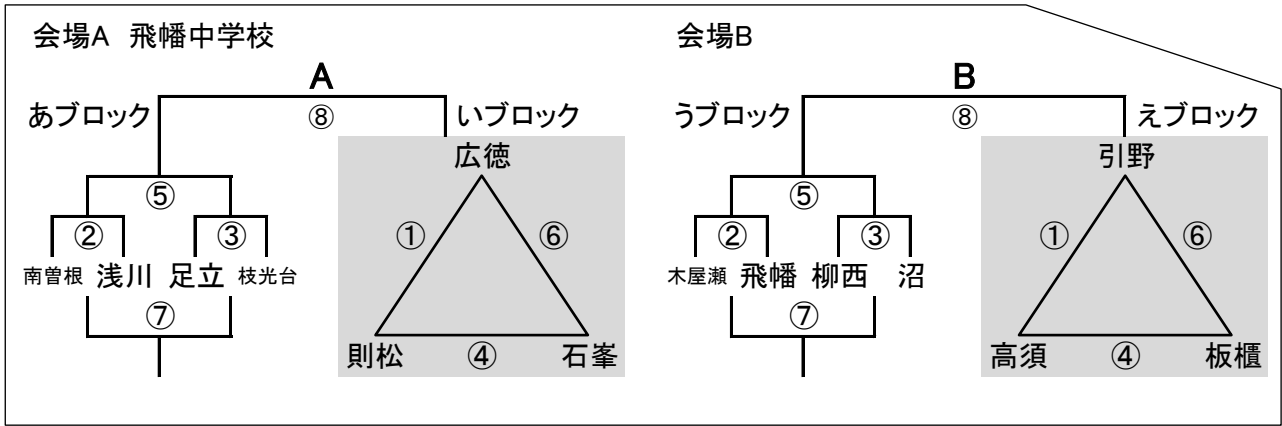 会場A 飛幡中学校
A
あブロック
⑧
いブロック
広徳
⑤
②
③
①
⑥
南曽根 浅川 足立 枝光台
⑦
則松
④
石峯
会場B
B
うブロック
⑧
えブロック
引野
⑤
②
③
①
⑥
木屋瀬 飛幡 柳西 沼
⑦
高須
④
板櫃